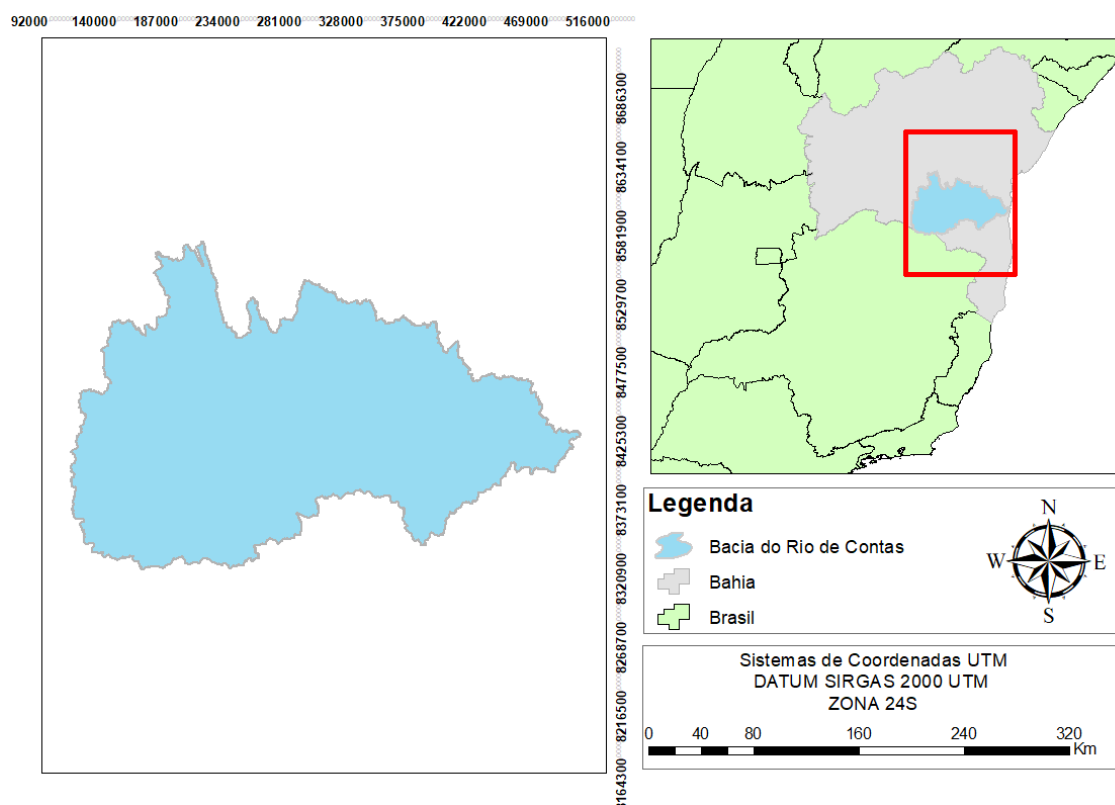 920000 140000 187000 234000 281000 328000 375000 422000 469000 516000
8686300
8634100
8581900
8529700
8477500
8425300
8373100
8320900
8268700
8216500
8164300
Legenda
Bacia do Rio de Contas
Bahia
Brasil
N
W
E
S
Sistemas de Coordenadas UTM
DATUM SIRGAS 2000 UTM
ZONA 24S
0 40 80 160 240 320
Km